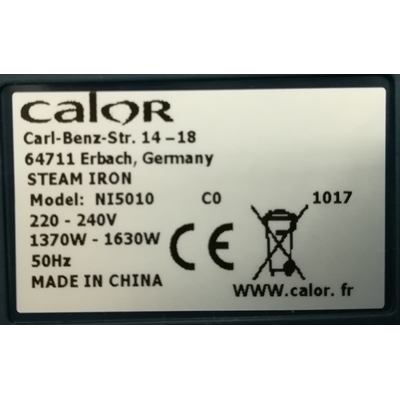 calor
Carl-Benz-Str. 14 –18
64711 Erbach, Germany
STEAM IRON
Model: NI5010 C0 1017
220 - 240V
1370W - 1630W
50Hz
CE
MADE IN CHINA
WWW.calor. fr